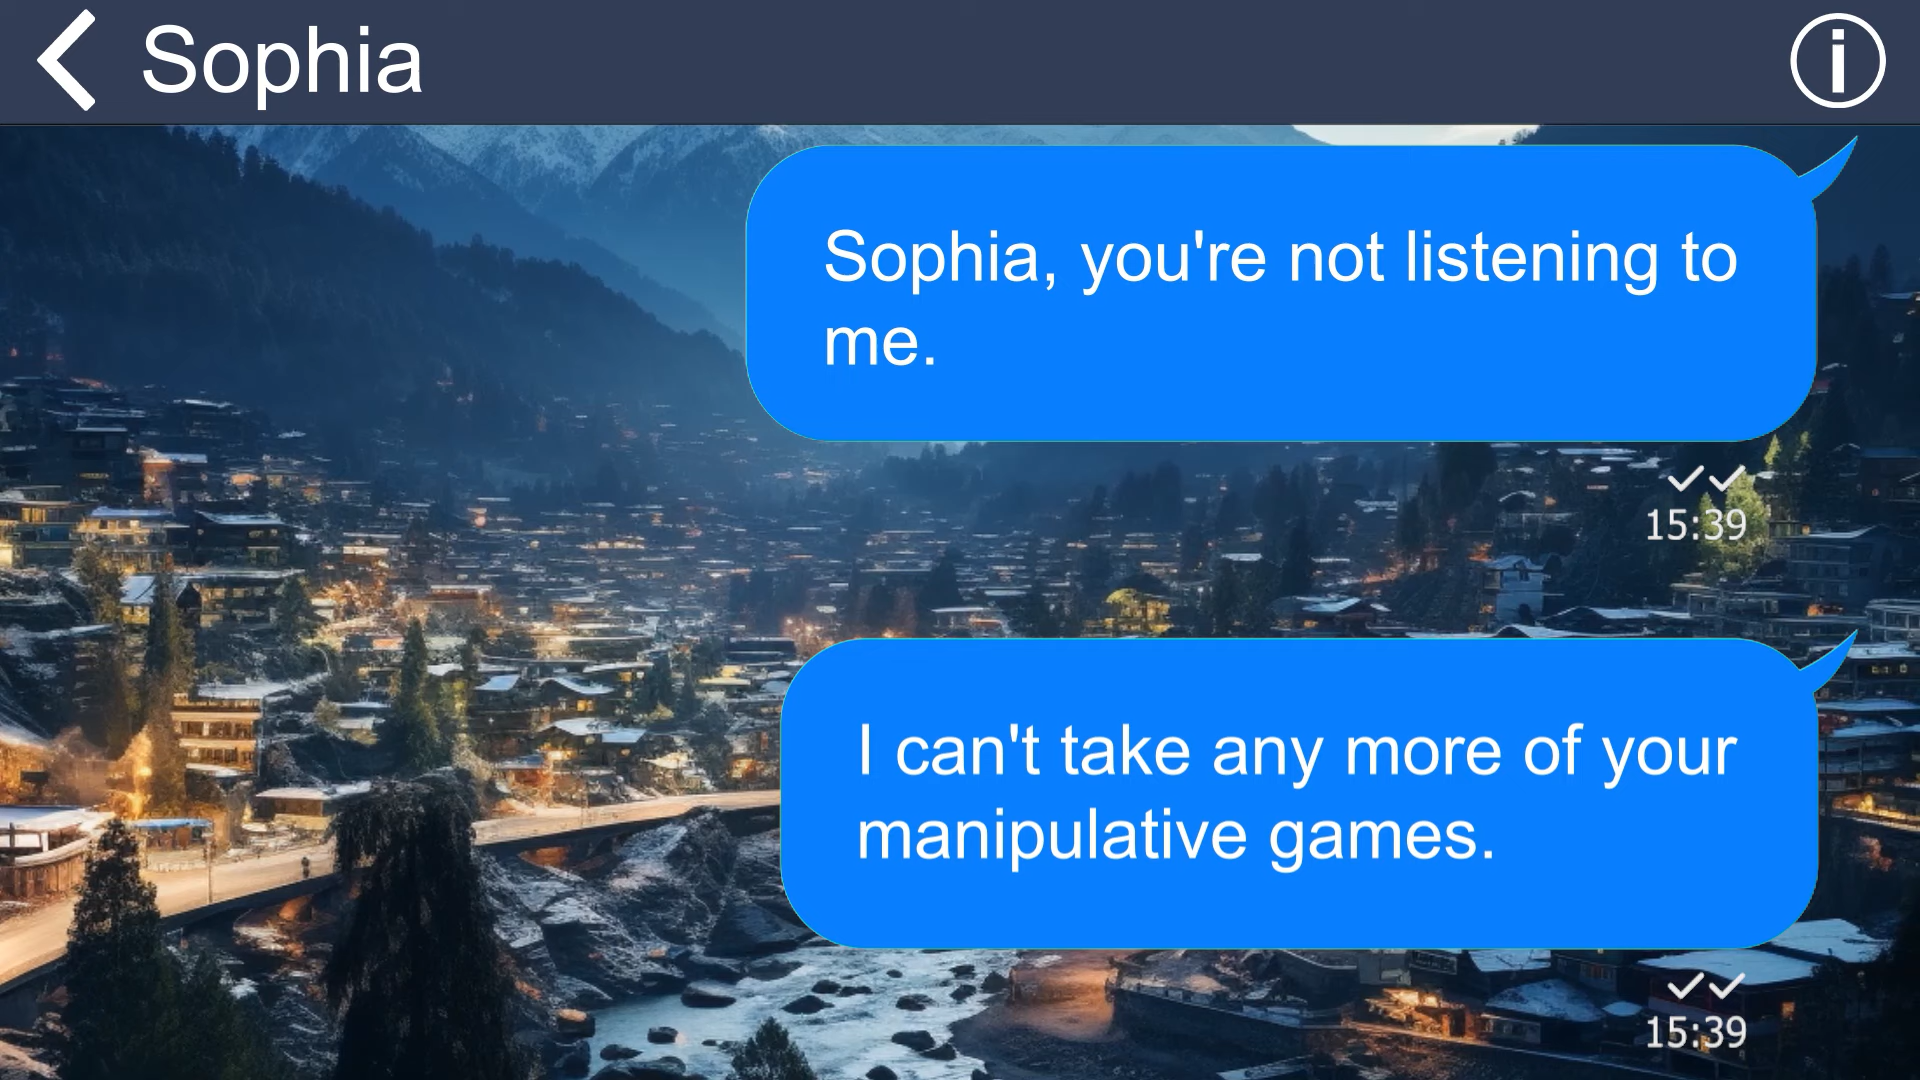 Sophia
Sophia, you're not listening to
me.
15:39
I can't take any more of your
manipulative games.
15:39